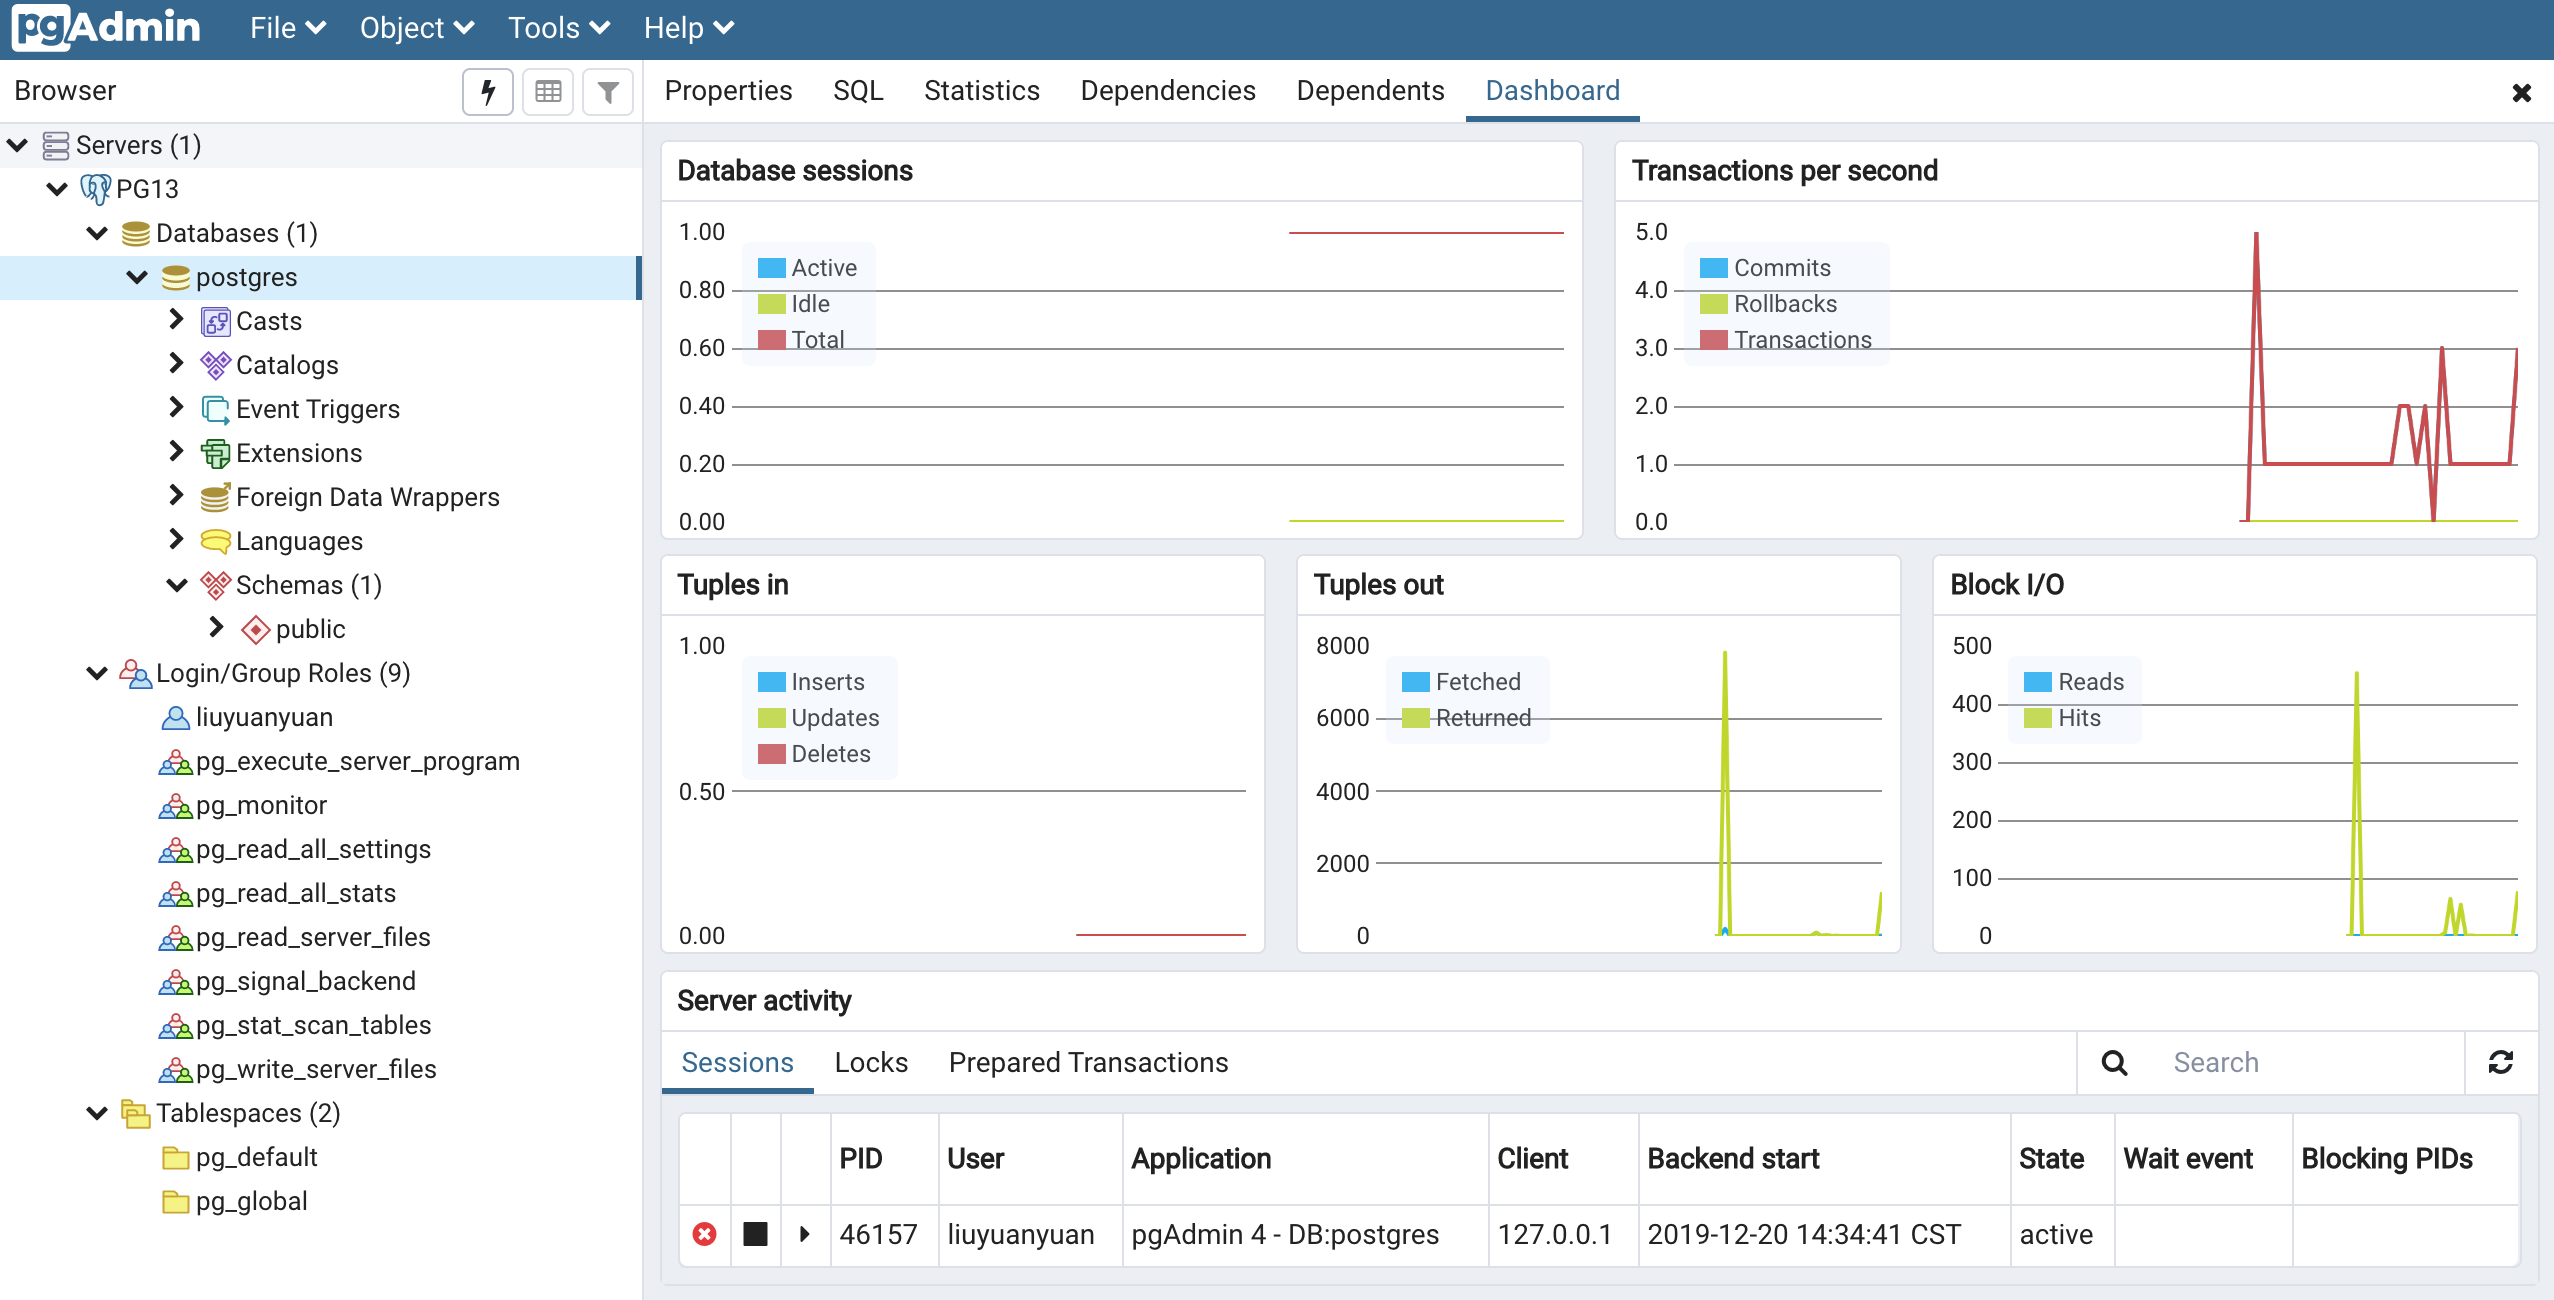 pgAdmin File Object Tools Help
Browser
Properties SQL Statistics Dependencies Dependents Dashboard
Servers (1)
PG13
Databases (1)
postgres
Casts
Catalogs
Event Triggers
Extensions
Foreign Data Wrappers
Languages
Schemas (1)
public
Login/Group Roles (9)
liuyuanyuan
pg_execute_server_program
pg_monitor
pg_read_all_settings
pg_read_all_stats
pg_read_server_files
pg_signal_backend
pg_stat_scan_tables
pg_write_server_files
Tablespaces (2)
pg_default
pg_global
Database sessions
1.00
0.80
0.60
0.40
0.20
0.00
Active
Idle
Total
Transactions per second
5.0
4.0
3.0
2.0
1.0
0.0
Commits
Rollbacks
Transactions
Tuples in
1.00
0.50
0.00
Inserts
Updates
Deletes
Tuples out
8000
6000
4000
2000
0
Fetched
Returned
Block I/O
500
400
300
200
100
0
Reads
Hits
Server activity
Sessions Locks Prepared Transactions Search
PID User Application Client Backend start State Wait event Blocking PIDs
46157 liuyuanyuan pgAdmin 4 - DB:postgres 127.0.0.1 2019-12-20 14:34:41 CST active